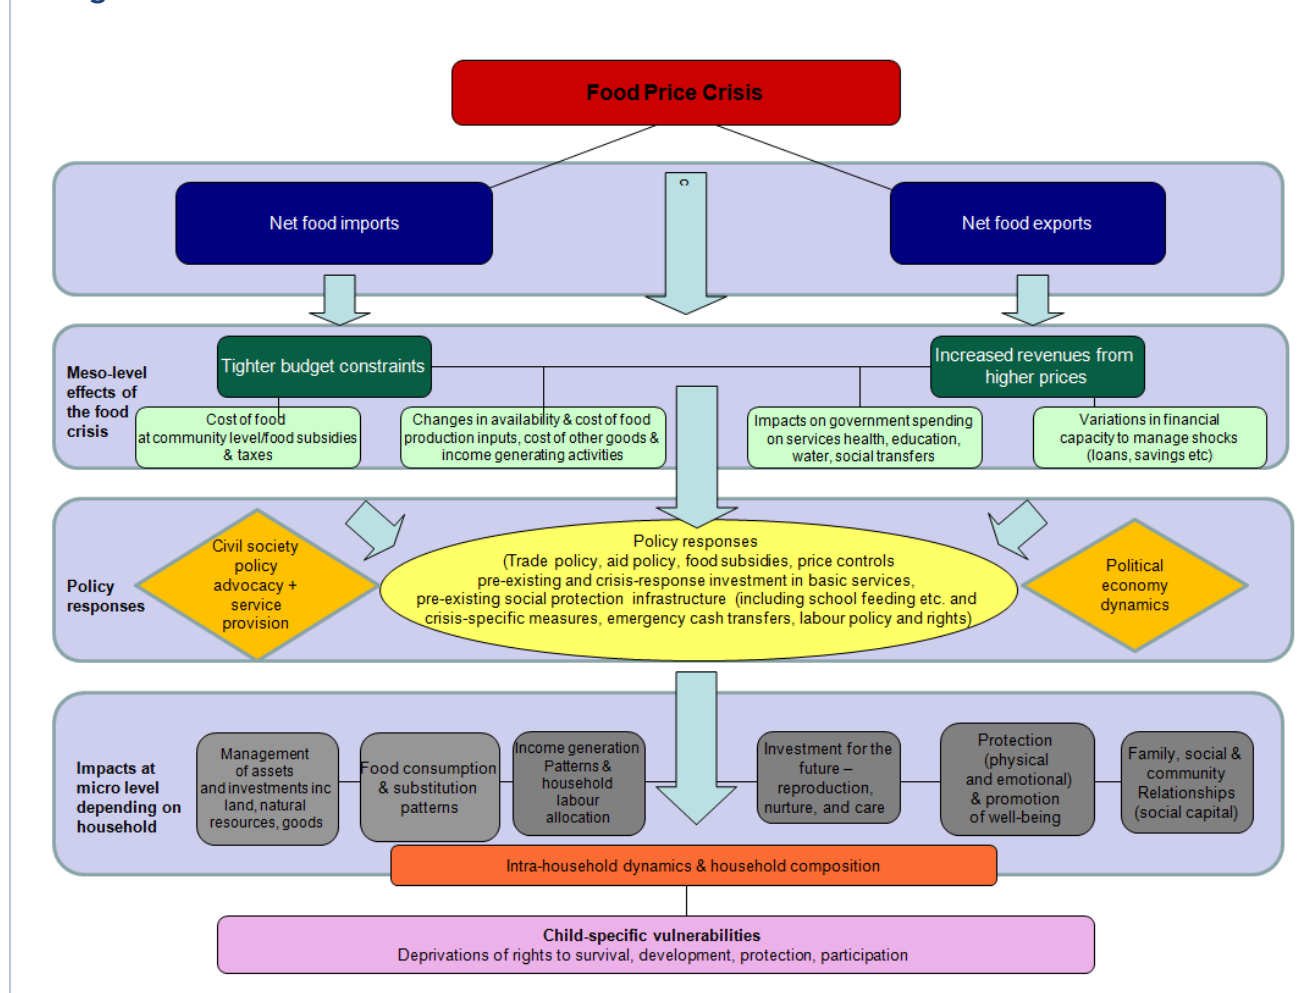 Food Price Crisis
c
Net food imports
Net food exports
Meso-level
effects of
the food
crisis
Tighter budget constraints
Increased revenues from
higher prices
Cost of food
at community level/food subsidies
& taxes
Changes in availability & cost of food
production inputs, cost of other goods &
income generating activities
Impacts on government spending
on services health, education,
water, social transfers
Variations in financial
capacity to manage shocks
(loans, savings etc)
Policy
responses
Civil society
policy
advocacy +
service
provision
Policy responses
(Trade policy, aid policy, food subsidies, price controls
pre-existing and crisis-response investment in basic services,
pre-existing social protection infrastructure (including school feeding etc. and
crisis-specific measures, emergency cash transfers, labour policy and rights)
Political
economy
dynamics
Impacts at
micro level
depending on
household
Management
of assets
and investments inc
land, natural
resources, goods
Food consumption
& substitution
patterns
Income generation
Patterns &
household
labour
allocation
Investment for the
future –
reproduction,
nurture, and care
Protection
(physical
and emotional)
& promotion
of well-being
Family, social &
community
Relationships
(social capital)
Intra-household dynamics & household composition
Child-specific vulnerabilities
Deprivations of rights to survival, development, protection, participation